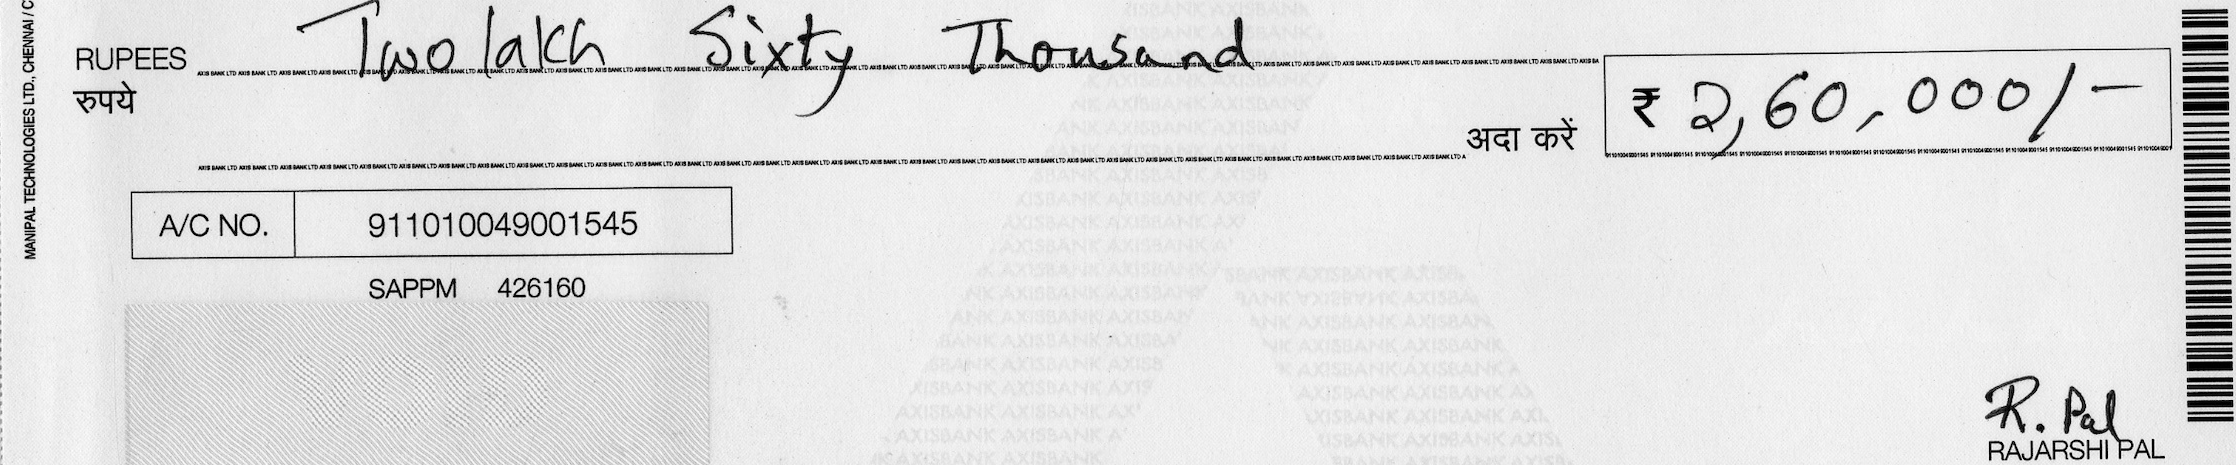 MANIPAL TECHNOLOGIES LTD., CHENNAI / C
RUPEES Two lakh Sixty Thousand
रुपये
अदा करें ₹ 2,60,000/-
A/C NO. 911010049001545
SAPPM 426160
VOID
R. Pal
RAJARSHI PAL